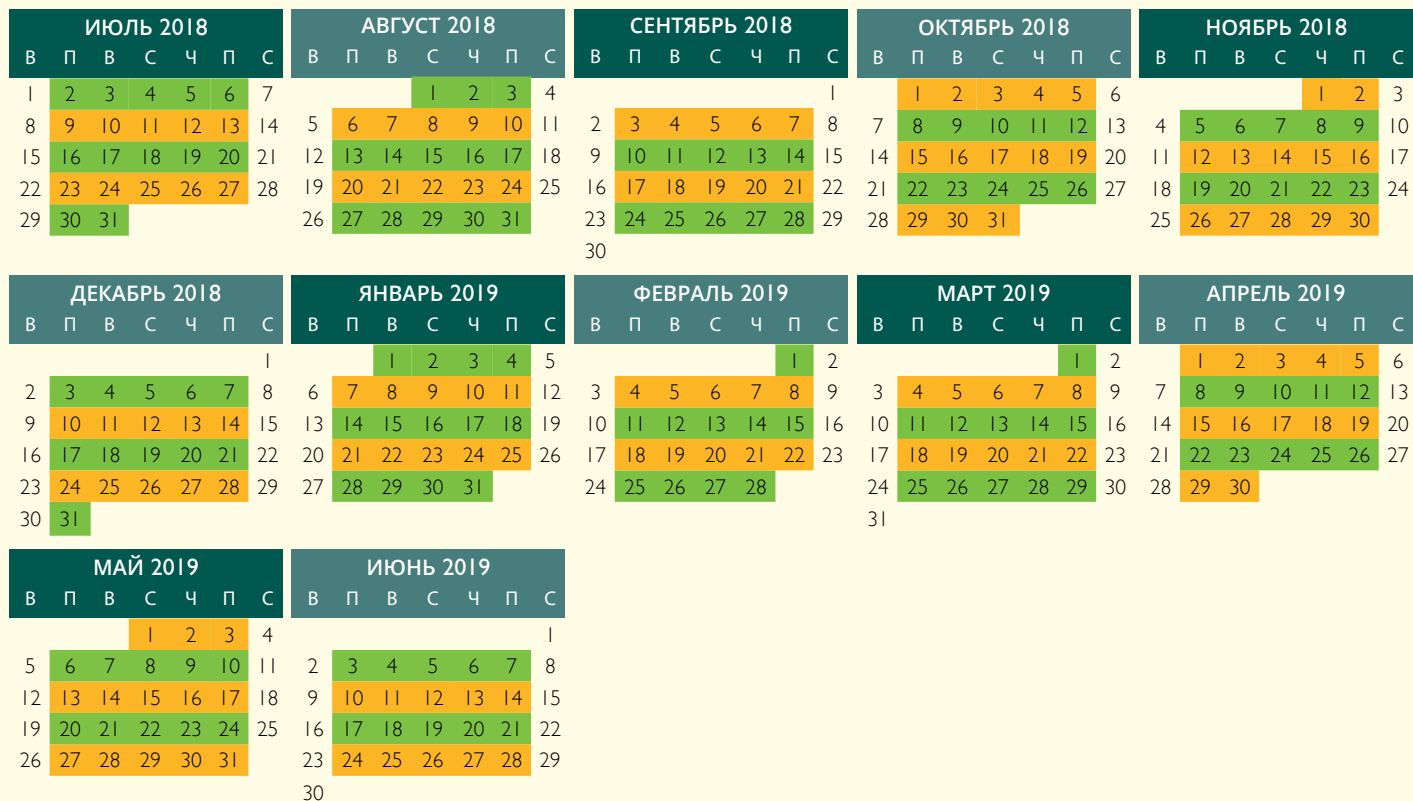 ИЮЛЬ 2018
В П В С Ч П С
1 2 3 4 5 6 7
8 9 10 11 12 13 14
15 16 17 18 19 20 21
22 23 24 25 26 27 28
29 30 31
АВГУСТ 2018
В П В С Ч П С
1 2 3 4
5 6 7 8 9 10 11
12 13 14 15 16 17 18
19 20 21 22 23 24 25
26 27 28 29 30 31
СЕНТЯБРЬ 2018
В П В С Ч П С
1
2 3 4 5 6 7 8
9 10 11 12 13 14 15
16 17 18 19 20 21 22
23 24 25 26 27 28 29
30
ОКТЯБРЬ 2018
В П В С Ч П С
1 2 3 4 5 6
7 8 9 10 11 12 13
14 15 16 17 18 19 20
21 22 23 24 25 26 27
28 29 30 31
НОЯБРЬ 2018
В П В С Ч П С
1 2 3
4 5 6 7 8 9 10
11 12 13 14 15 16 17
18 19 20 21 22 23 24
25 26 27 28 29 30
ДЕКАБРЬ 2018
В П В С Ч П С
1
2 3 4 5 6 7 8
9 10 11 12 13 14 15
16 17 18 19 20 21 22
23 24 25 26 27 28 29
30 31
ЯНВАРЬ 2019
В П В С Ч П С
1 2 3 4 5
6 7 8 9 10 11 12
13 14 15 16 17 18 19
20 21 22 23 24 25 26
27 28 29 30 31
ФЕВРАЛЬ 2019
В П В С Ч П С
1 2
3 4 5 6 7 8 9
10 11 12 13 14 15 16
17 18 19 20 21 22 23
24 25 26 27 28
МАРТ 2019
В П В С Ч П С
1 2
3 4 5 6 7 8 9
10 11 12 13 14 15 16
17 18 19 20 21 22 23
24 25 26 27 28 29 30
31
АПРЕЛЬ 2019
В П В С Ч П С
1 2 3 4 5 6
7 8 9 10 11 12 13
14 15 16 17 18 19 20
21 22 23 24 25 26 27
28 29 30
МАЙ 2019
В П В С Ч П С
1 2 3 4
5 6 7 8 9 10 11
12 13 14 15 16 17 18
19 20 21 22 23 24 25
26 27 28 29 30 31
ИЮНЬ 2019
В П В С Ч П С
1
2 3 4 5 6 7 8
9 10 11 12 13 14 15
16 17 18 19 20 21 22
23 24 25 26 27 28 29
30